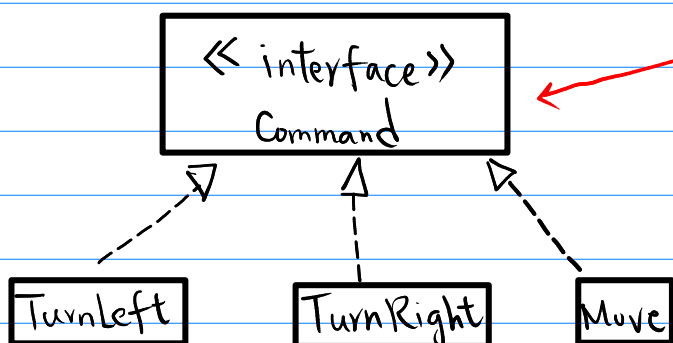 << interface >>
Command
TurnLeft
TurnRight
Move